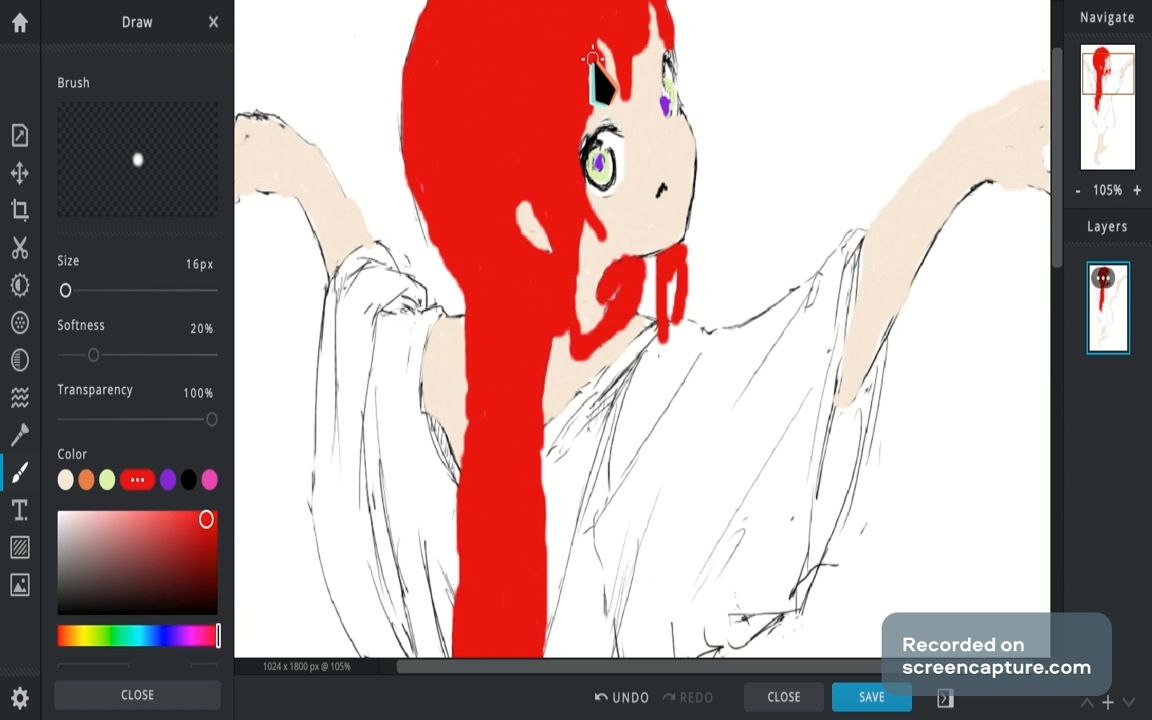 Draw
Brush
Size
16px
Softness
20%
Transparency
100%
Color
CLOSE
1024 x 1800 px @ 105%
UNDO
REDO
CLOSE
SAVE
Navigate
- 105% +
Layers
Recorded on
screencapture.com